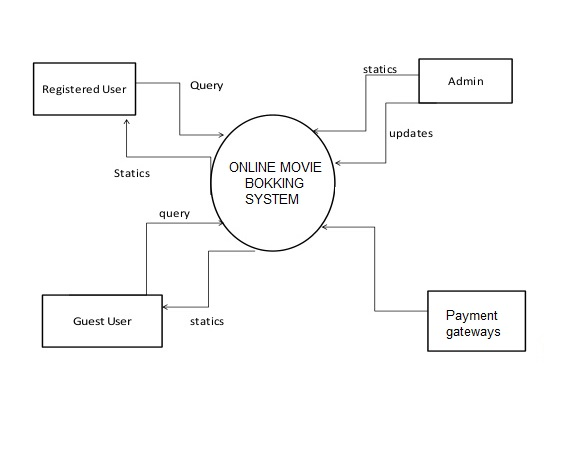 statics
Admin
Registered User
Query
updates
ONLINE MOVIE
BOKKING
SYSTEM
Statics
query
Guest User
statics
Payment
gateways